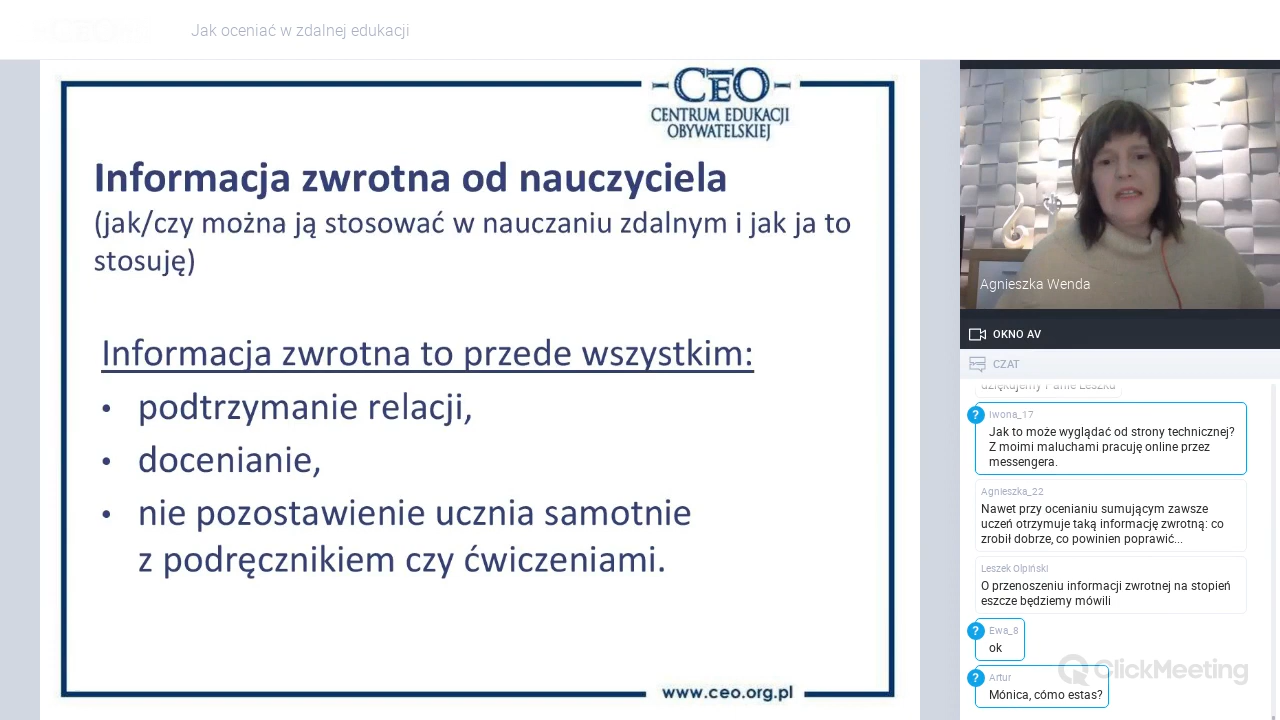 Jak oceniać w zdalnej edukacji
CEO
CENTRUM EDUKACJI
OBYWATELSKIEJ
Informacja zwrotna od nauczyciela
(jak/czy można ją stosować w nauczaniu zdalnym i jak ja to
stosuję)
Informacja zwrotna to przede wszystkim:
• podtrzymanie relacji,
• docenianie,
• nie pozostawienie ucznia samotnie
z podręcznikiem czy ćwiczeniami.
www.ceo.org.pl
Agnieszka Wenda
OKNO AV
CZAT
dziękujemy Panie Leszku
? Iwona_17
Jak to może wyglądać od strony technicznej?
Z moimi maluchami pracuję online przez
messengera.
Agnieszka_22
Nawet przy ocenianiu sumującym zawsze
uczeń otrzymuje taką informację zwrotną: co
zrobił dobrze, co powinien poprawić...
Leszek Olpiński
O przenoszeniu informacji zwrotnej na stopień
eszcze będziemy mówili
? Ewa_8
ok
? Artur
Mónica, cómo estas?
ClickMeeting